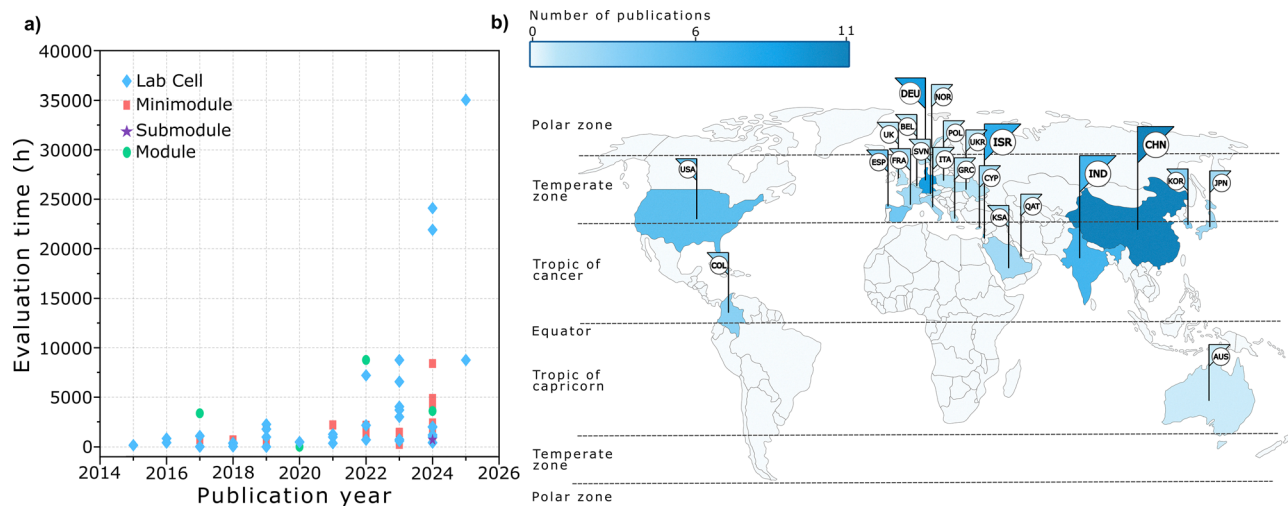 a)
40000
35000
30000
25000
20000
15000
10000
5000
0
Evaluation time (h)
Lab Cell
Minimodule
Submodule
Module
2014 2016 2018 2020 2022 2024 2026
Publication year
b)
Number of publications
0 6 11
Polar zone
Temperate
zone
Tropic of
cancer
Equator
Tropic of
capricorn
Temperate
zone
Polar zone
DEU
NOR
UK
BEL
POL
UKR
ISR
CHN
ESP
FRA
SVN
ITA
GRC
CYP
IND
KOR
JPN
USA
KSA
QAT
COL
AUS